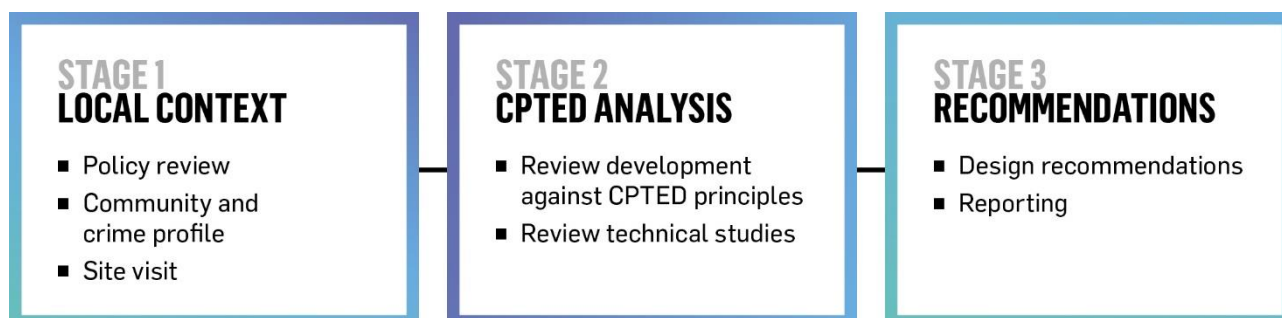 STAGE 1
LOCAL CONTEXT
■ Policy review
■ Community and
crime profile
■ Site visit
STAGE 2
CPTED ANALYSIS
■ Review development
against CPTED principles
■ Review technical studies
STAGE 3
RECOMMENDATIONS
■ Design recommendations
■ Reporting